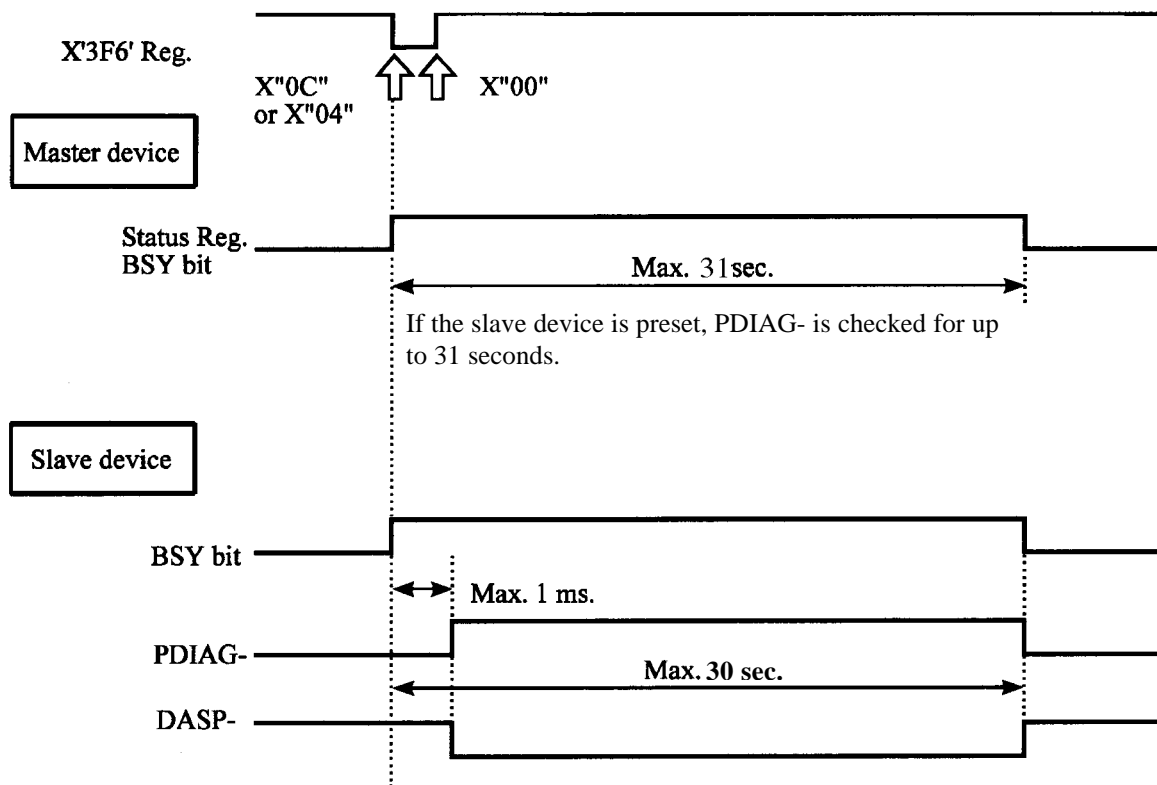 X'3F6' Reg.
X"0C"
or X"04"
X"00"
Master device
Status Reg.
BSY bit
Max. 31sec.
If the slave device is preset, PDIAG- is checked for up
to 31 seconds.
Slave device
BSY bit
Max. 1 ms.
PDIAG-
Max. 30 sec.
DASP-